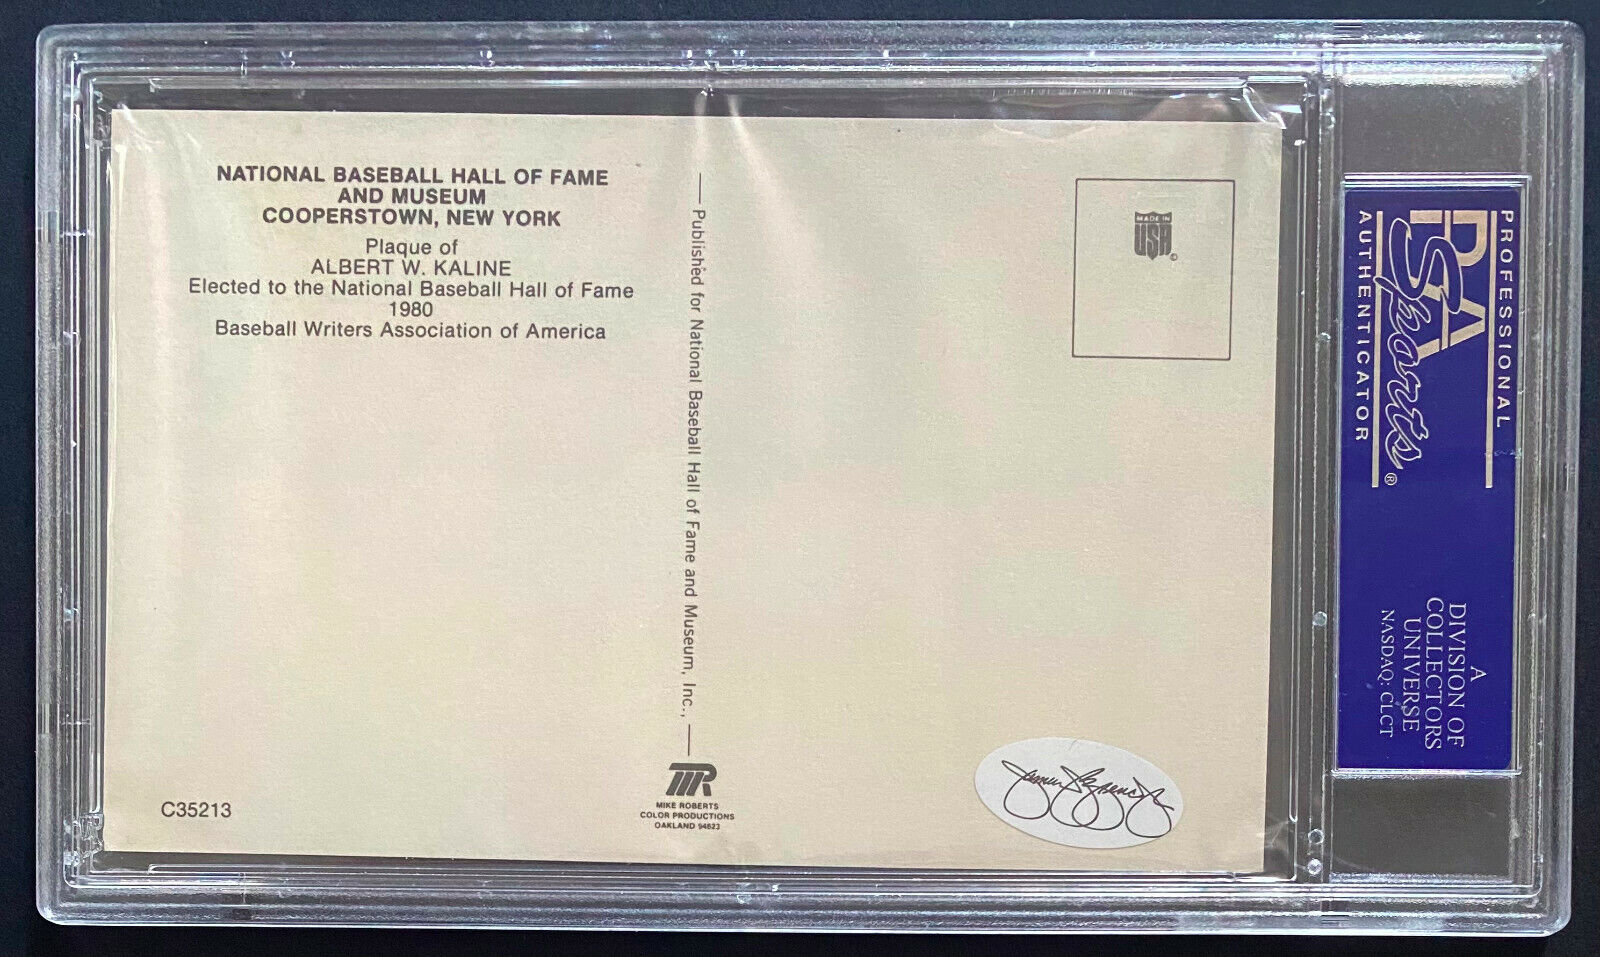 NATIONAL BASEBALL HALL OF FAME
AND MUSEUM
COOPERSTOWN, NEW YORK
Plaque of
ALBERT W. KALINE
Elected to the National Baseball Hall of Fame
1980
Baseball Writers Association of America
C35213
Published for National Baseball Hall of Fame and Museum, Inc.,
MR
MIKE ROBERTS
COLOR PRODUCTIONS
OAKLAND 94623
MADE IN
USA
©
James Spence Jr
PROFESSIONAL
PSA
Sports®
AUTHENTICATOR
A
DIVISION OF
COLLECTORS
UNIVERSE
NASDAQ: CLCT